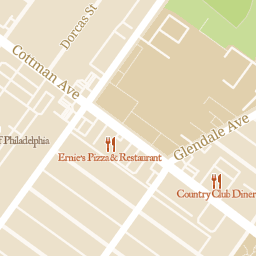 Dorcas St
Cottman Ave
Glendale Ave
f Philadelphia
Ernie's Pizza & Restaurant
Country Club Diner